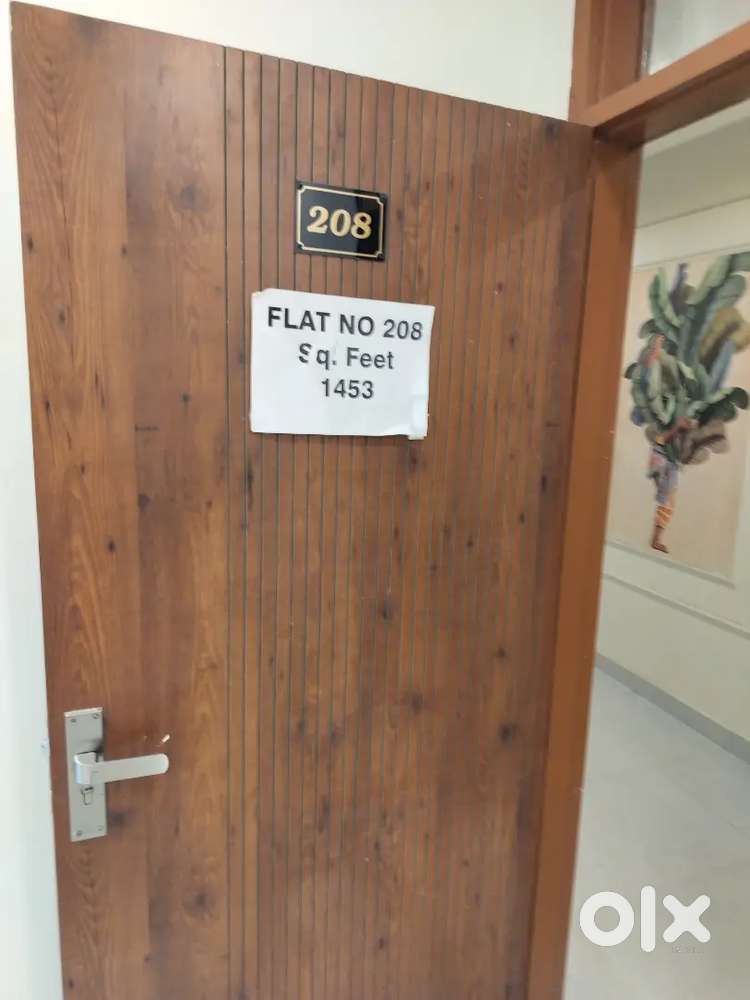 208
FLAT NO 208
Sq. Feet
1453
olx